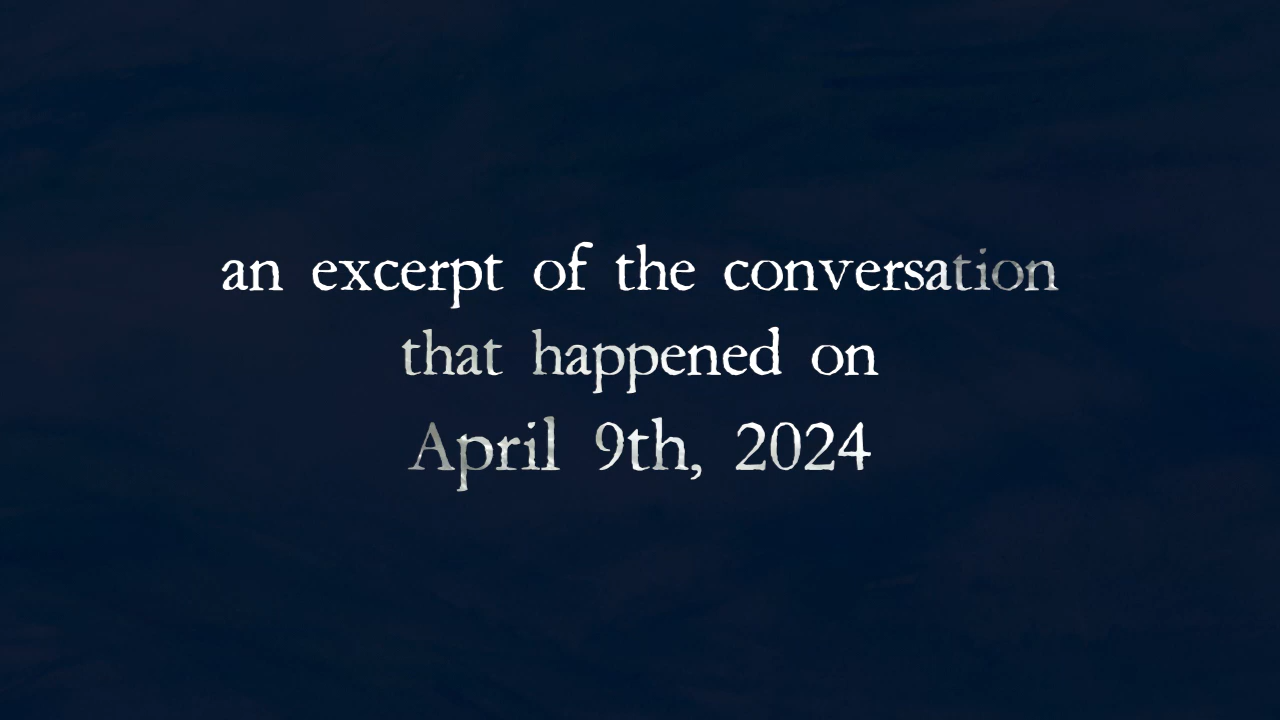 an excerpt of the conversation
that happened on
April 9th, 2024